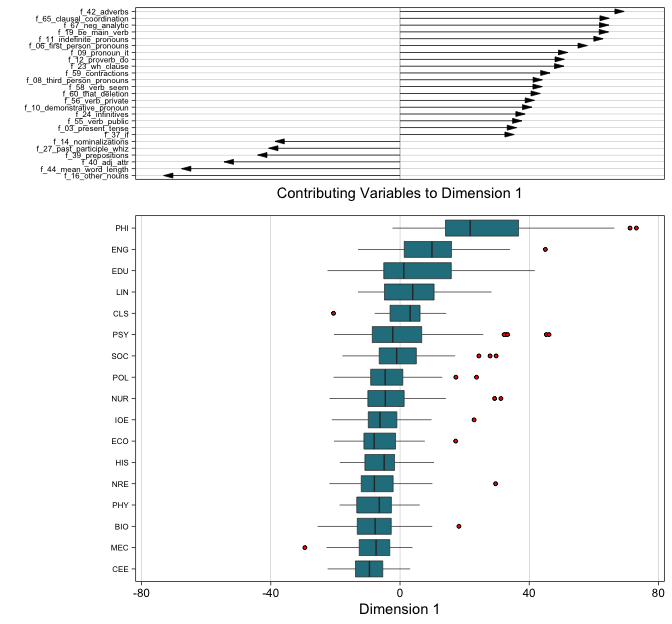 f_42_adverbs
f_65_clausal_coordination
f_67_neg_analytic
f_19_be_main_verb
f_11_indefinite_pronouns
f_06_first_person_pronouns
f_09_pronoun_it
f_12_proverb_do
f_23_wh_clause
f_59_contractions
f_08_third_person_pronouns
f_58_verb_seem
f_60_that_deletion
f_56_verb_private
f_10_demonstrative_pronoun
f_24_infinitives
f_55_verb_public
f_03_present_tense
f_37_if
f_14_nominalizations
f_27_past_participle_whiz
f_39_prepositions
f_40_adj_attr
f_44_mean_word_length
f_16_other_nouns
Contributing Variables to Dimension 1
PHI
ENG
EDU
LIN
CLS
PSY
SOC
POL
NUR
IOE
ECO
HIS
NRE
PHY
BIO
MEC
CEE
-80 -40 0 40 80
Dimension 1